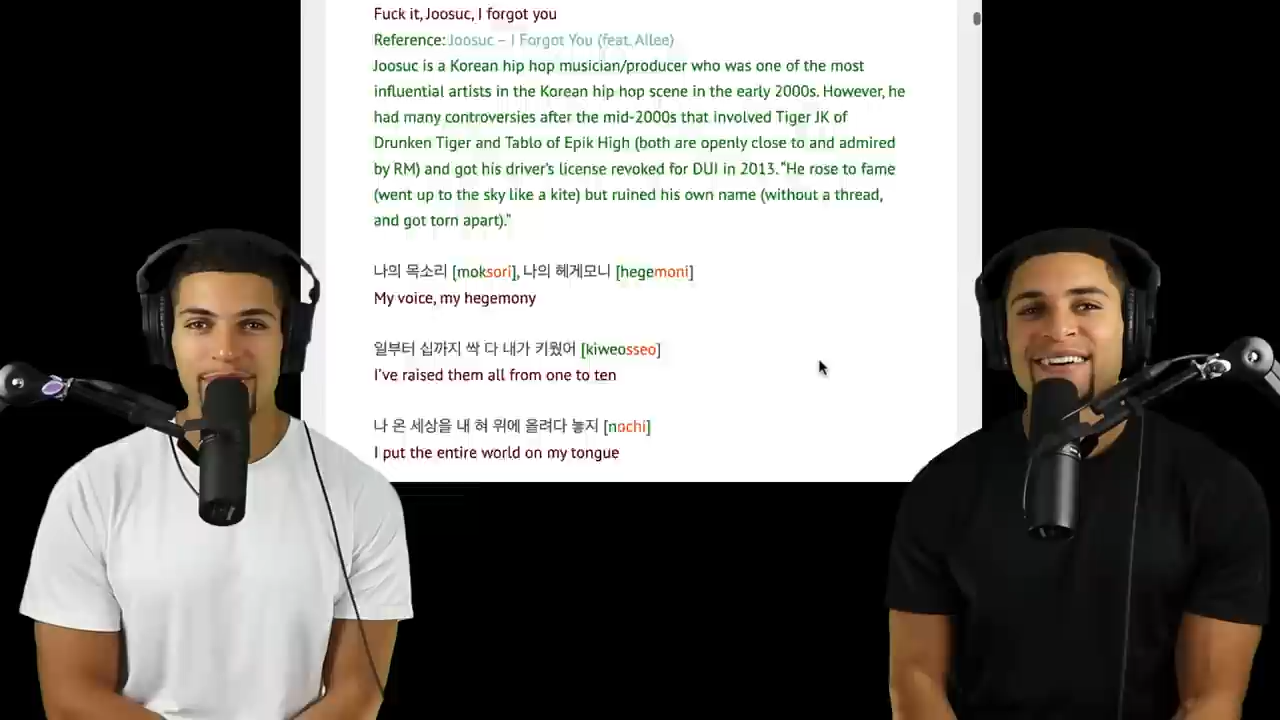 Fuck it, Joosuc, I forgot you
Reference: Joosuc – I Forgot You (feat. Ailee)
Joosuc is a Korean hip hop musician/producer who was one of the most
influential artists in the Korean hip hop scene in the early 2000s. However, he
had many controversies after the mid-2000s that involved Tiger JK of
Drunken Tiger and Tablo of Epik High (both are openly close to and admired
by RM) and got his driver's license revoked for DUI in 2013. "He rose to fame
(went up to the sky like a kite) but ruined his own name (without a thread,
and got torn apart)."
나의 목소리 [moksori], 나의 헤게모니 [hegemoni]
My voice, my hegemony
일부터 십까지 싹 다 내가 키웠어 [kiweosseo]
I've raised them all from one to ten
나 온 세상을 내 혀 위에 올려다 놓지 [nochi]
I put the entire world on my tongue